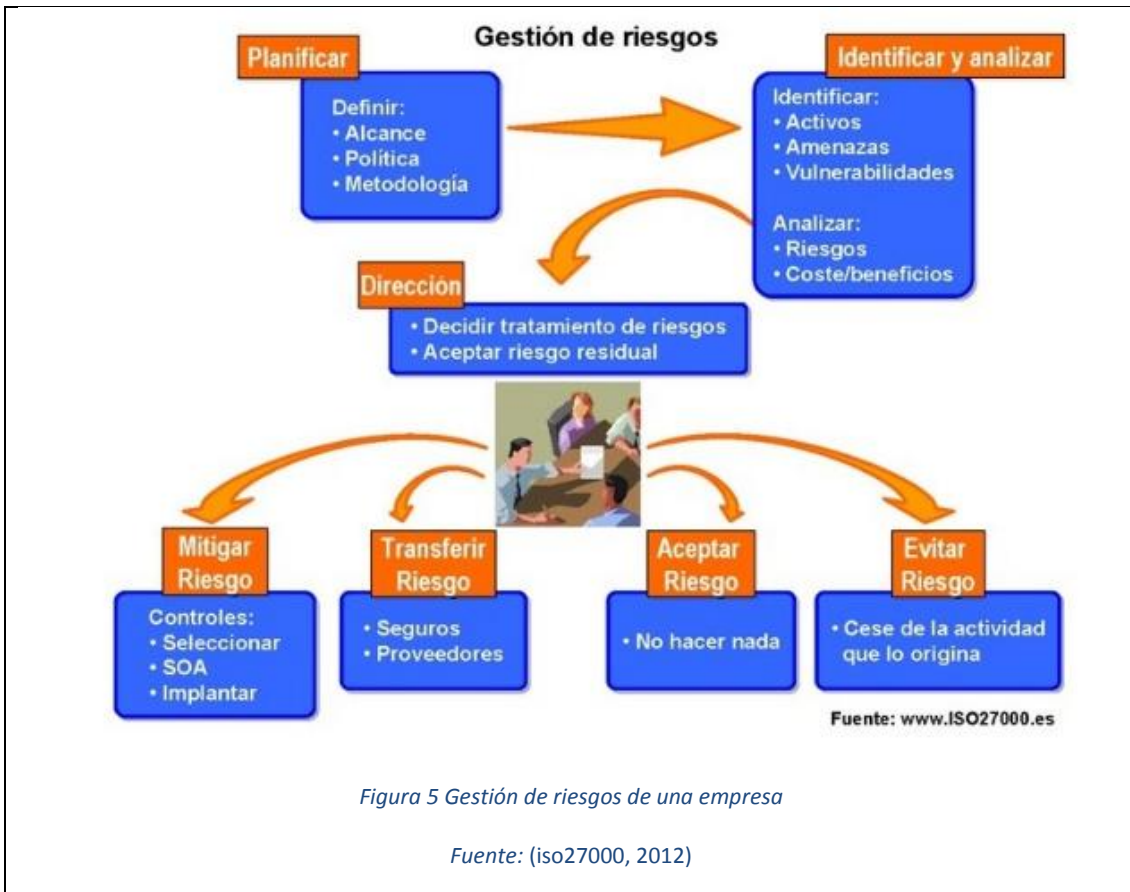 Gestión de riesgos
Planificar
Definir:
• Alcance
• Política
• Metodología
Identificar y analizar
Identificar:
• Activos
• Amenazas
• Vulnerabilidades
Analizar:
• Riesgos
• Coste/beneficios
Dirección
• Decidir tratamiento de riesgos
• Aceptar riesgo residual
Mitigar
Riesgo
Controles:
• Seleccionar
• SOA
• Implantar
Transferir
Riesgo
• Seguros
• Proveedores
Aceptar
Riesgo
• No hacer nada
Evitar
Riesgo
• Cese de la actividad
que lo origina
Fuente: www.ISO27000.es
Figura 5 Gestión de riesgos de una empresa
Fuente: (iso27000, 2012)